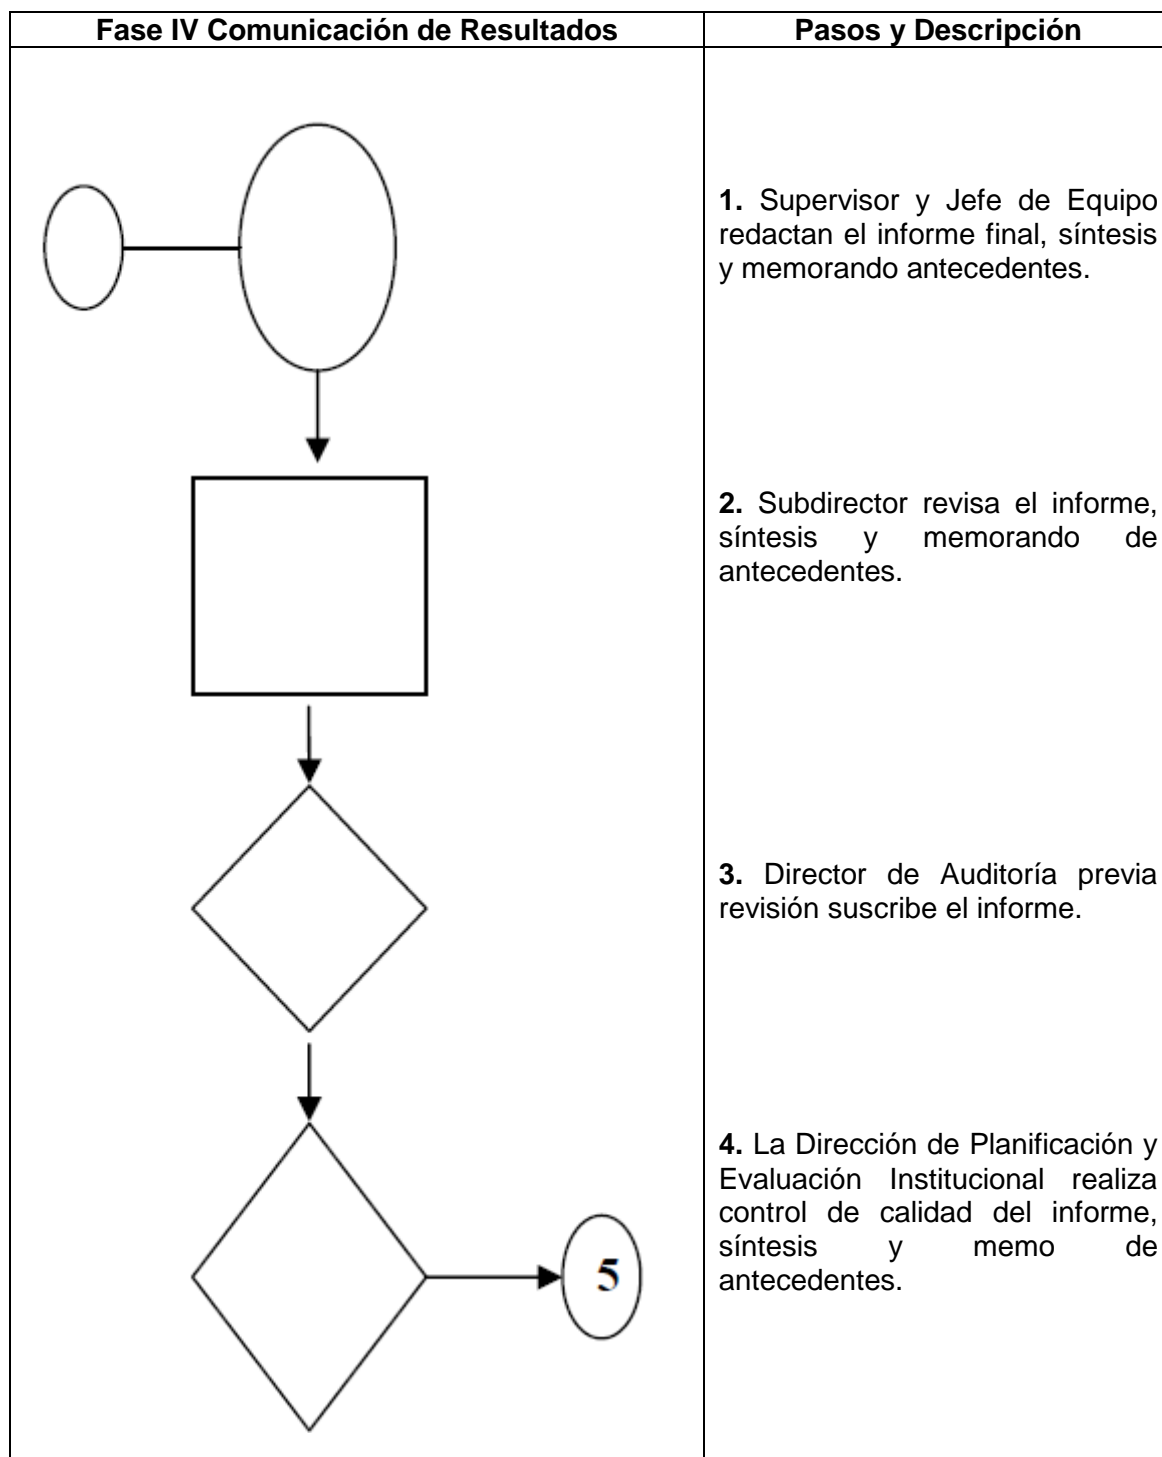 Fase IV Comunicación de Resultados
Pasos y Descripción
1. Supervisor y Jefe de Equipo
redactan el informe final, síntesis
y memorando antecedentes.
2. Subdirector revisa el informe,
síntesis y memorando de
antecedentes.
3. Director de Auditoría previa
revisión suscribe el informe.
4. La Dirección de Planificación y
Evaluación Institucional realiza
control de calidad del informe,
síntesis y memo de
antecedentes.
5